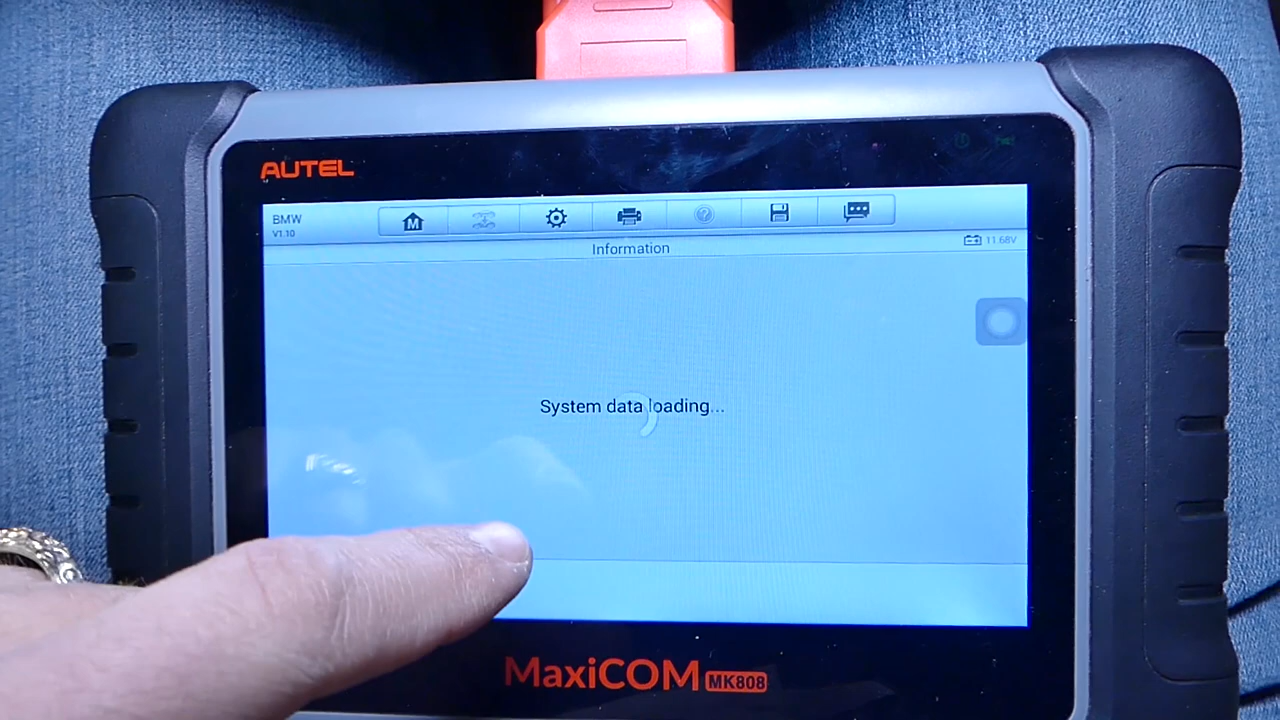 AUTEL
BMW
V1.10
M
?
Information
11.68V
System data loading...
MaxiCOM MK808